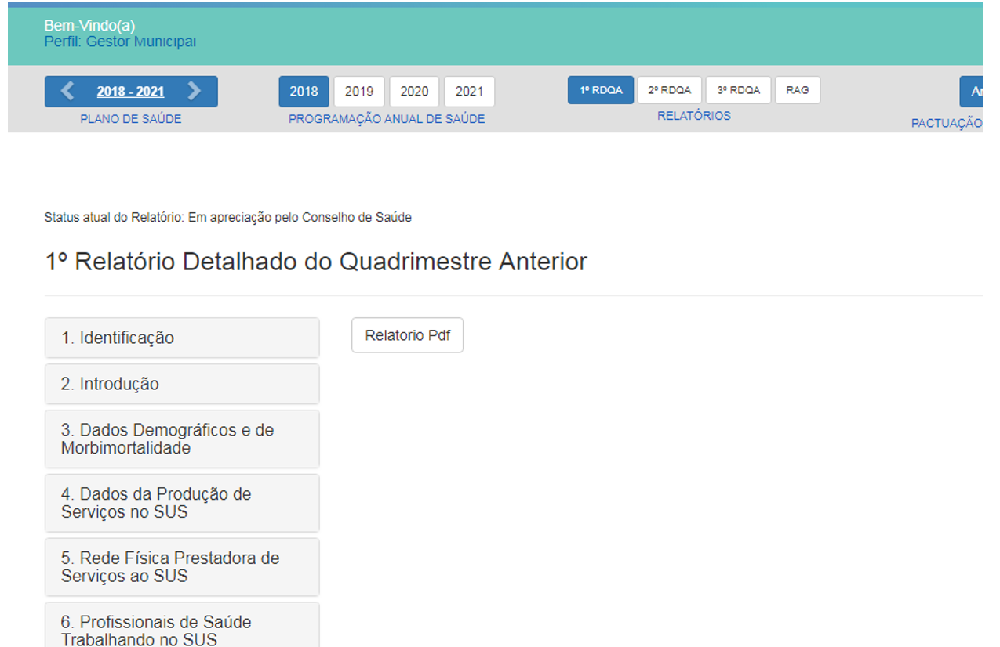 Bem-Vindo(a)
Perfil: Gestor Municipal
2018 - 2021
PLANO DE SAÚDE
2018 2019 2020 2021
PROGRAMAÇÃO ANUAL DE SAÚDE
1º RDQA 2º RDQA 3º RDQA RAG
RELATÓRIOS
PACTUAÇÃO
Status atual do Relatório: Em apreciação pelo Conselho de Saúde
1º Relatório Detalhado do Quadrimestre Anterior
1. Identificação
Relatorio Pdf
2. Introdução
3. Dados Demográficos e de
Morbimortalidade
4. Dados da Produção de
Serviços no SUS
5. Rede Física Prestadora de
Serviços ao SUS
6. Profissionais de Saúde
Trabalhando no SUS